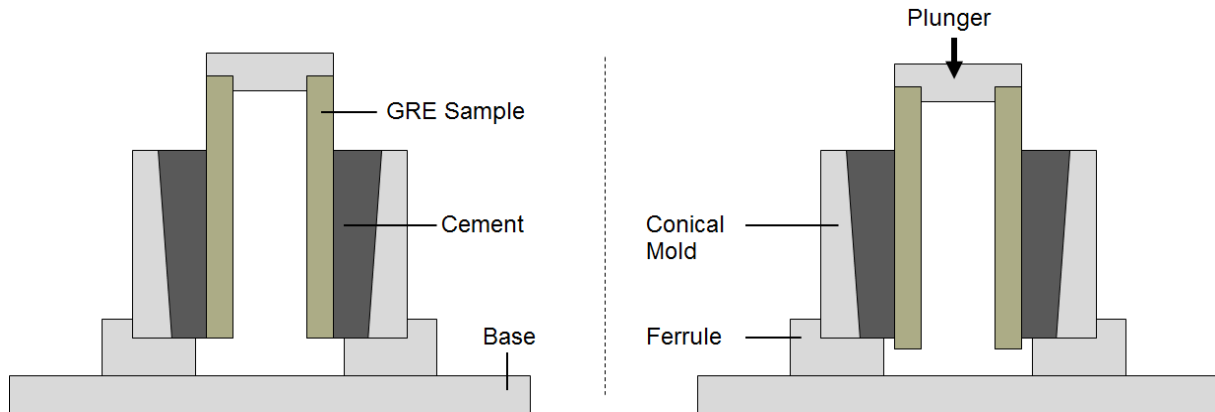 Plunger
GRE Sample
Cement
Conical
Mold
Base
Ferrule